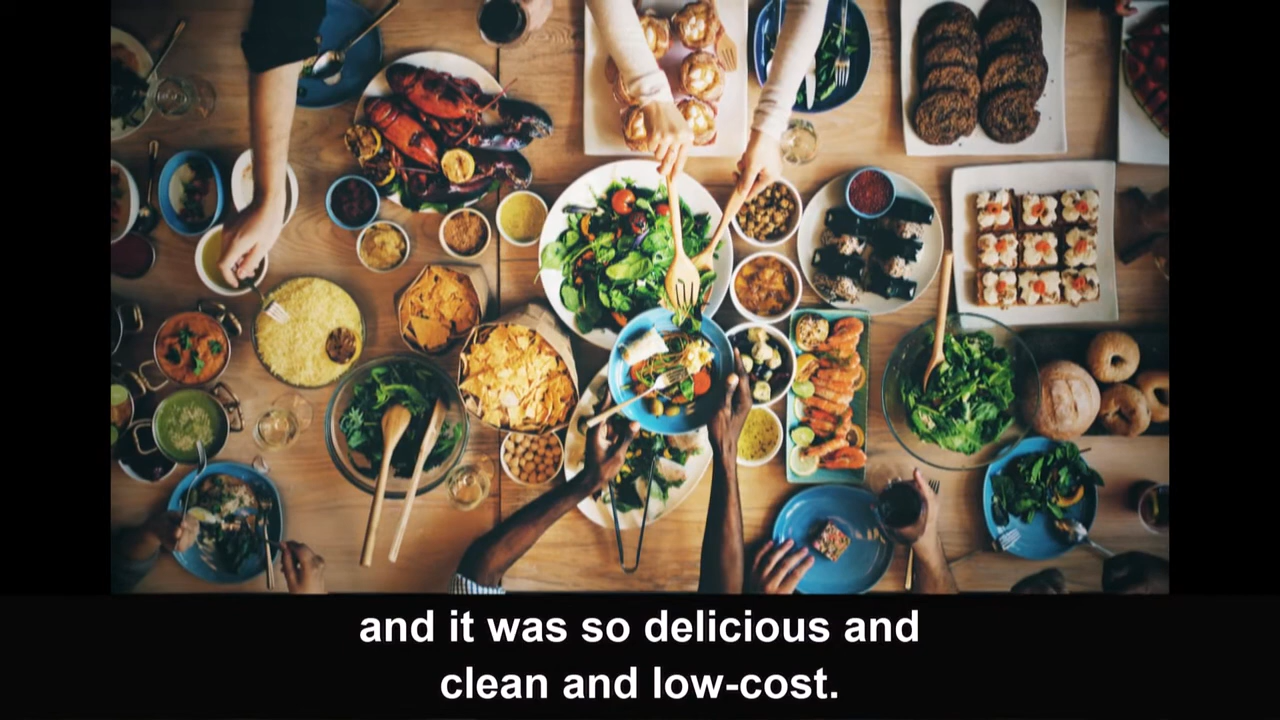 and it was so delicious and
clean and low-cost.